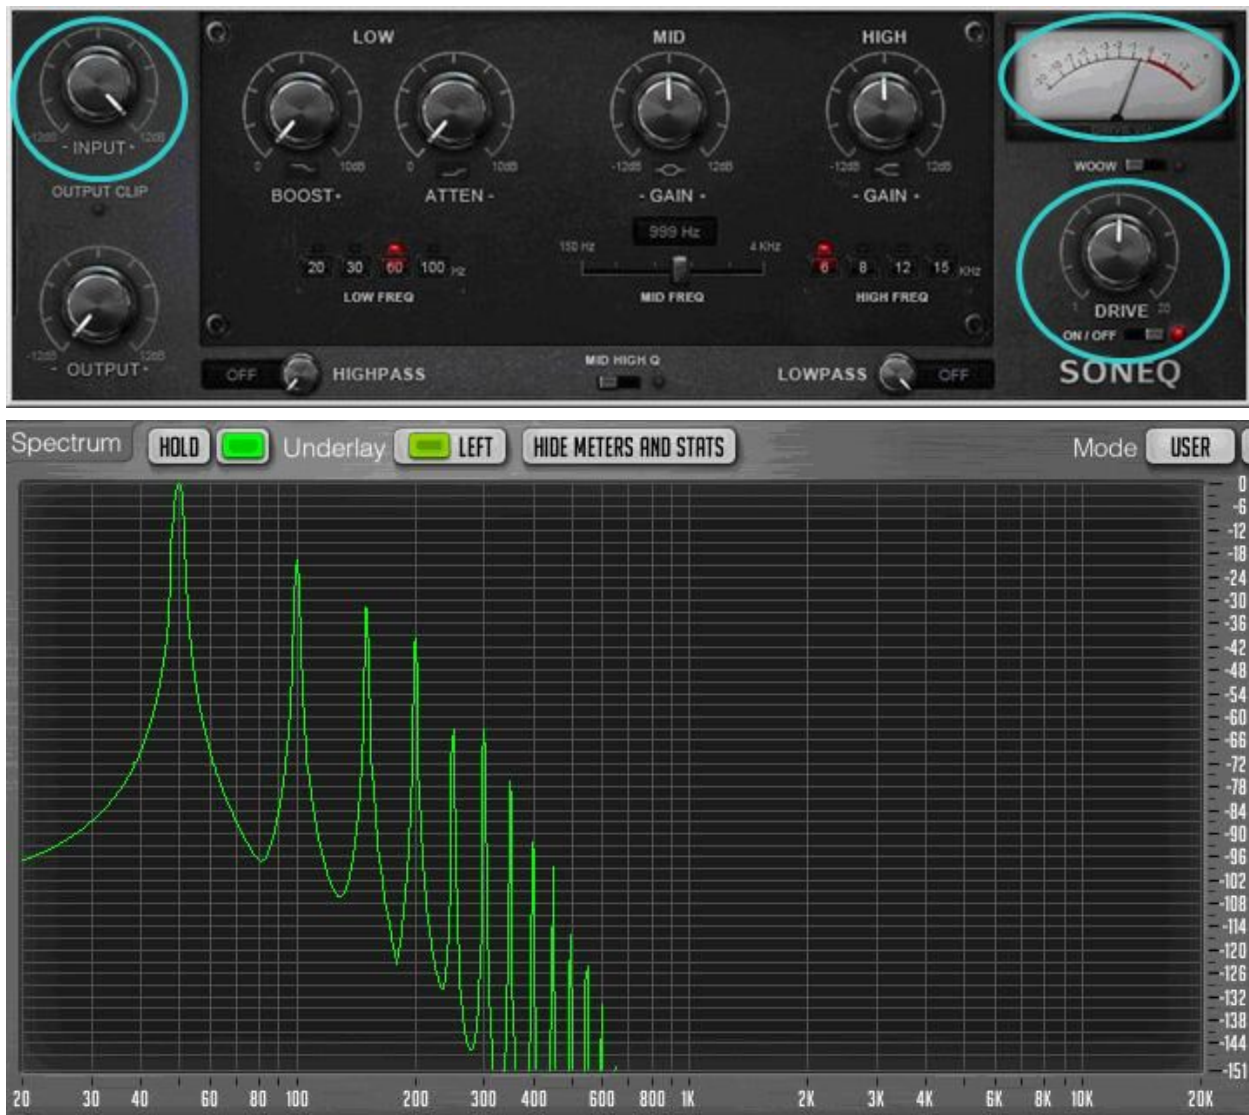 LOW MID HIGH
-12dB 12dB
- INPUT -
OUTPUT CLIP
0 10dB 0 10dB -12dB 12dB -12dB 12dB
BOOST - ATTEN - - GAIN - - GAIN -
WOOW
999 Hz
150 Hz 4 KHz
20 30 60 100 Hz
6 8 12 15 KHz
LOW FREQ MID FREQ HIGH FREQ
1 20
DRIVE
ON / OFF
-12dB 12dB
- OUTPUT -
OFF HIGHPASS MID HIGH Q LOWPASS OFF
SONEQ
Spectrum HOLD Underlay LEFT HIDE METERS AND STATS Mode USER
0
-6
-12
-18
-24
-30
-36
-42
-48
-54
-60
-66
-72
-78
-84
-90
-96
-102
-108
-114
-120
-126
-132
-138
-144
-151
20 30 40 60 80 100 200 300 400 600 800 1K 2K 3K 4K 6K 8K 10K 20K